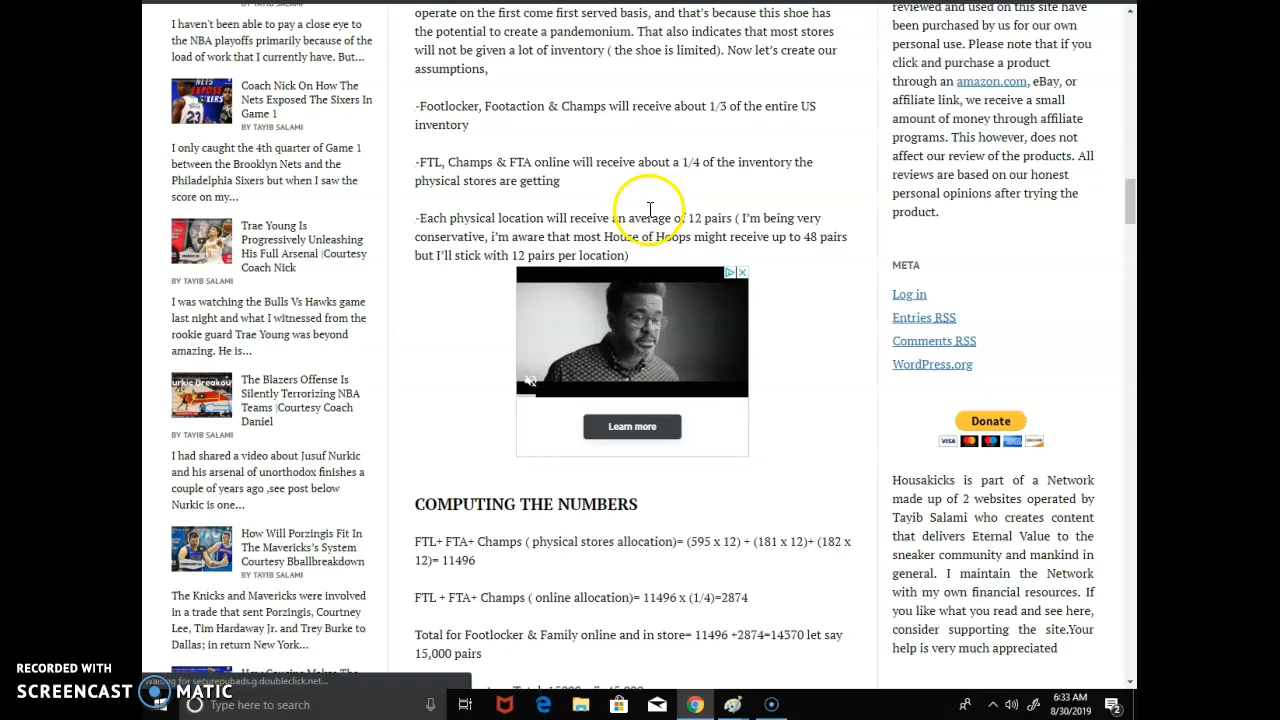 I haven't been able to pay a close eye to
the NBA playoffs primarily because of the
load of work that I currently have. But...
Coach Nick On How The
Nets Exposed The Sixers In
Game 1
BY TAYIB SALAMI
I only caught the 4th quarter of Game 1
between the Brooklyn Nets and the
Philadelphia Sixers but when I saw the
score on my...
Trae Young Is
Progressively Unleashing
His Full Arsenal |Courtesy
Coach Nick
BY TAYIB SALAMI
I was watching the Bulls Vs Hawks game
last night and what I witnessed from the
rookie guard Trae Young was beyond
amazing. He is...
The Blazers Offense Is
Silently Terrorizing NBA
Teams |Courtesy Coach
Daniel
BY TAYIB SALAMI
I had shared a video about Jusuf Nurkic
and his arsenal of unorthodox finishes a
couple of years ago ,see post below
Nurkic is one...
How Will Porzingis Fit In
The Mavericks's System
Courtesy Bballbreakdown
BY TAYIB SALAMI
The Knicks and Mavericks were involved
in a trade that sent Porzingis, Courtney
Lee, Tim Hardaway Jr. and Trey Burke to
Dallas; in return New York...
operate on the first come first served basis, and that's because this shoe has
the potential to create a pandemonium. That also indicates that most stores
will not be given a lot of inventory ( the shoe is limited). Now let's create our
assumptions,
-Footlocker, Footaction & Champs will receive about 1/3 of the entire US
inventory
-FTL, Champs & FTA online will receive about a 1/4 of the inventory the
physical stores are getting
-Each physical location will receive an average of 12 pairs ( I'm being very
conservative, i'm aware that most House of Hoops might receive up to 48 pairs
but I'll stick with 12 pairs per location)
Learn more
COMPUTING THE NUMBERS
FTL+ FTA+ Champs ( physical stores allocation)= (595 x 12) + (181 x 12)+ (182 x
12)= 11496
FTL + FTA+ Champs ( online allocation)= 11496 x (1/4)=2874
Total for Footlocker & Family online and in store= 11496 +2874=14370 let say
15,000 pairs
reviewed and used on this site have
been purchased by us for our own
personal use. Please note that if you
click and purchase a product
through an amazon.com, eBay, or
affiliate link, we receive a small
amount of money through affiliate
programs. This however, does not
affect our review of the products. All
reviews are based on our honest
personal opinions after trying the
product.
META
Log in
Entries RSS
Comments RSS
WordPress.org
Donate
VISA
Housakicks is part of a Network
made up of 2 websites operated by
Tayib Salami who creates content
that delivers Eternal Value to the
sneaker community and mankind in
general. I maintain the Network
with my own financial resources. If
you like what you read and see here,
consider supporting the site.Your
help is very much appreciated
Waiting for securepubads.g.doubleclick.net...
RECORDED WITH
SCREENCAST MATIC
Type here to search
6:33 AM
8/30/2019
2